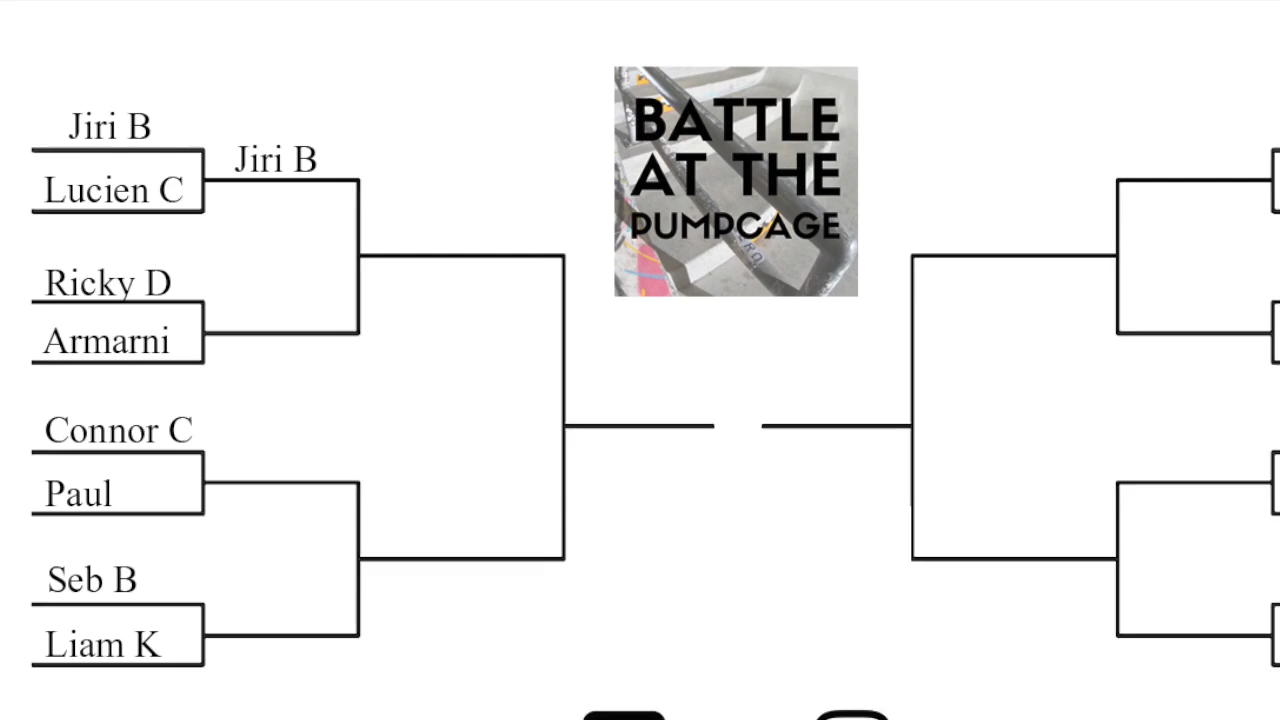 BATTLE
AT THE
PUMPCAGE
Jiri B
Jiri B
Lucien C
Ricky D
Armarni
Connor C
Paul
Seb B
Liam K